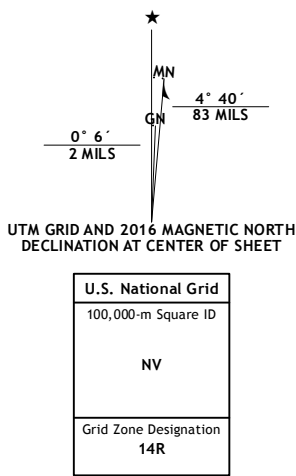 ★
MN
GN
4° 40´
83 MILS
0° 6´
2 MILS
UTM GRID AND 2016 MAGNETIC NORTH
DECLINATION AT CENTER OF SHEET
U.S. National Grid
100,000-m Square ID
NV
Grid Zone Designation
14R